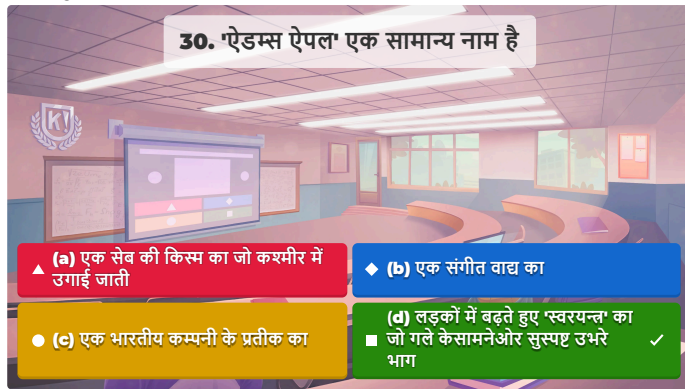 30. 'ऐडम्स ऐपल' एक सामान्य नाम है
K!
(a) एक सेब की किस्म का जो कश्मीर में
उगाई जाती
(b) एक संगीत वाद्य का
(c) एक भारतीय कम्पनी के प्रतीक का
(d) लड़कों में बढ़ते हुए 'स्वरयन्त्र' का
जो गले केसामनेओर सुस्पष्ट उभरे
भाग